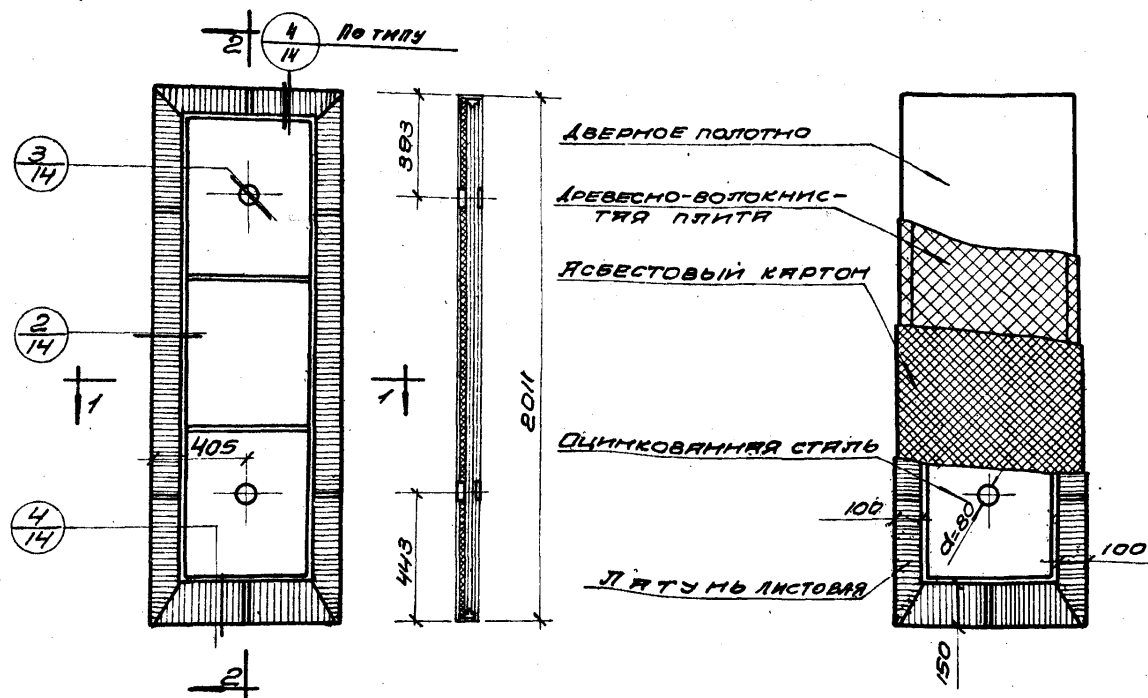 2
4
14
По типу
3
14
2
14
1
1
405
4
14
2
393
443
2011
Дверное полотно
Древесно-волокнис-
тая плита
Асбестовый картон
Оцинкованная сталь
100
d=80
100
Латунь листовая
150